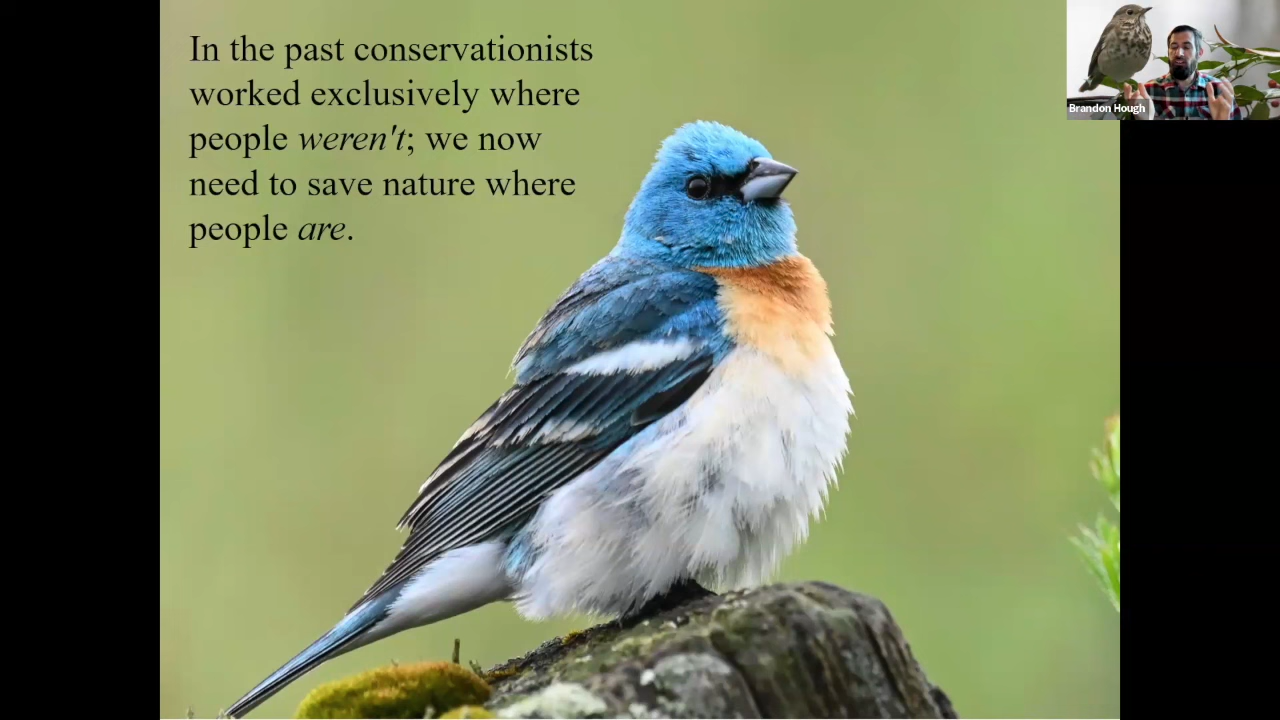 In the past conservationists
worked exclusively where
people weren't; we now
need to save nature where
people are.
Brandon Hough